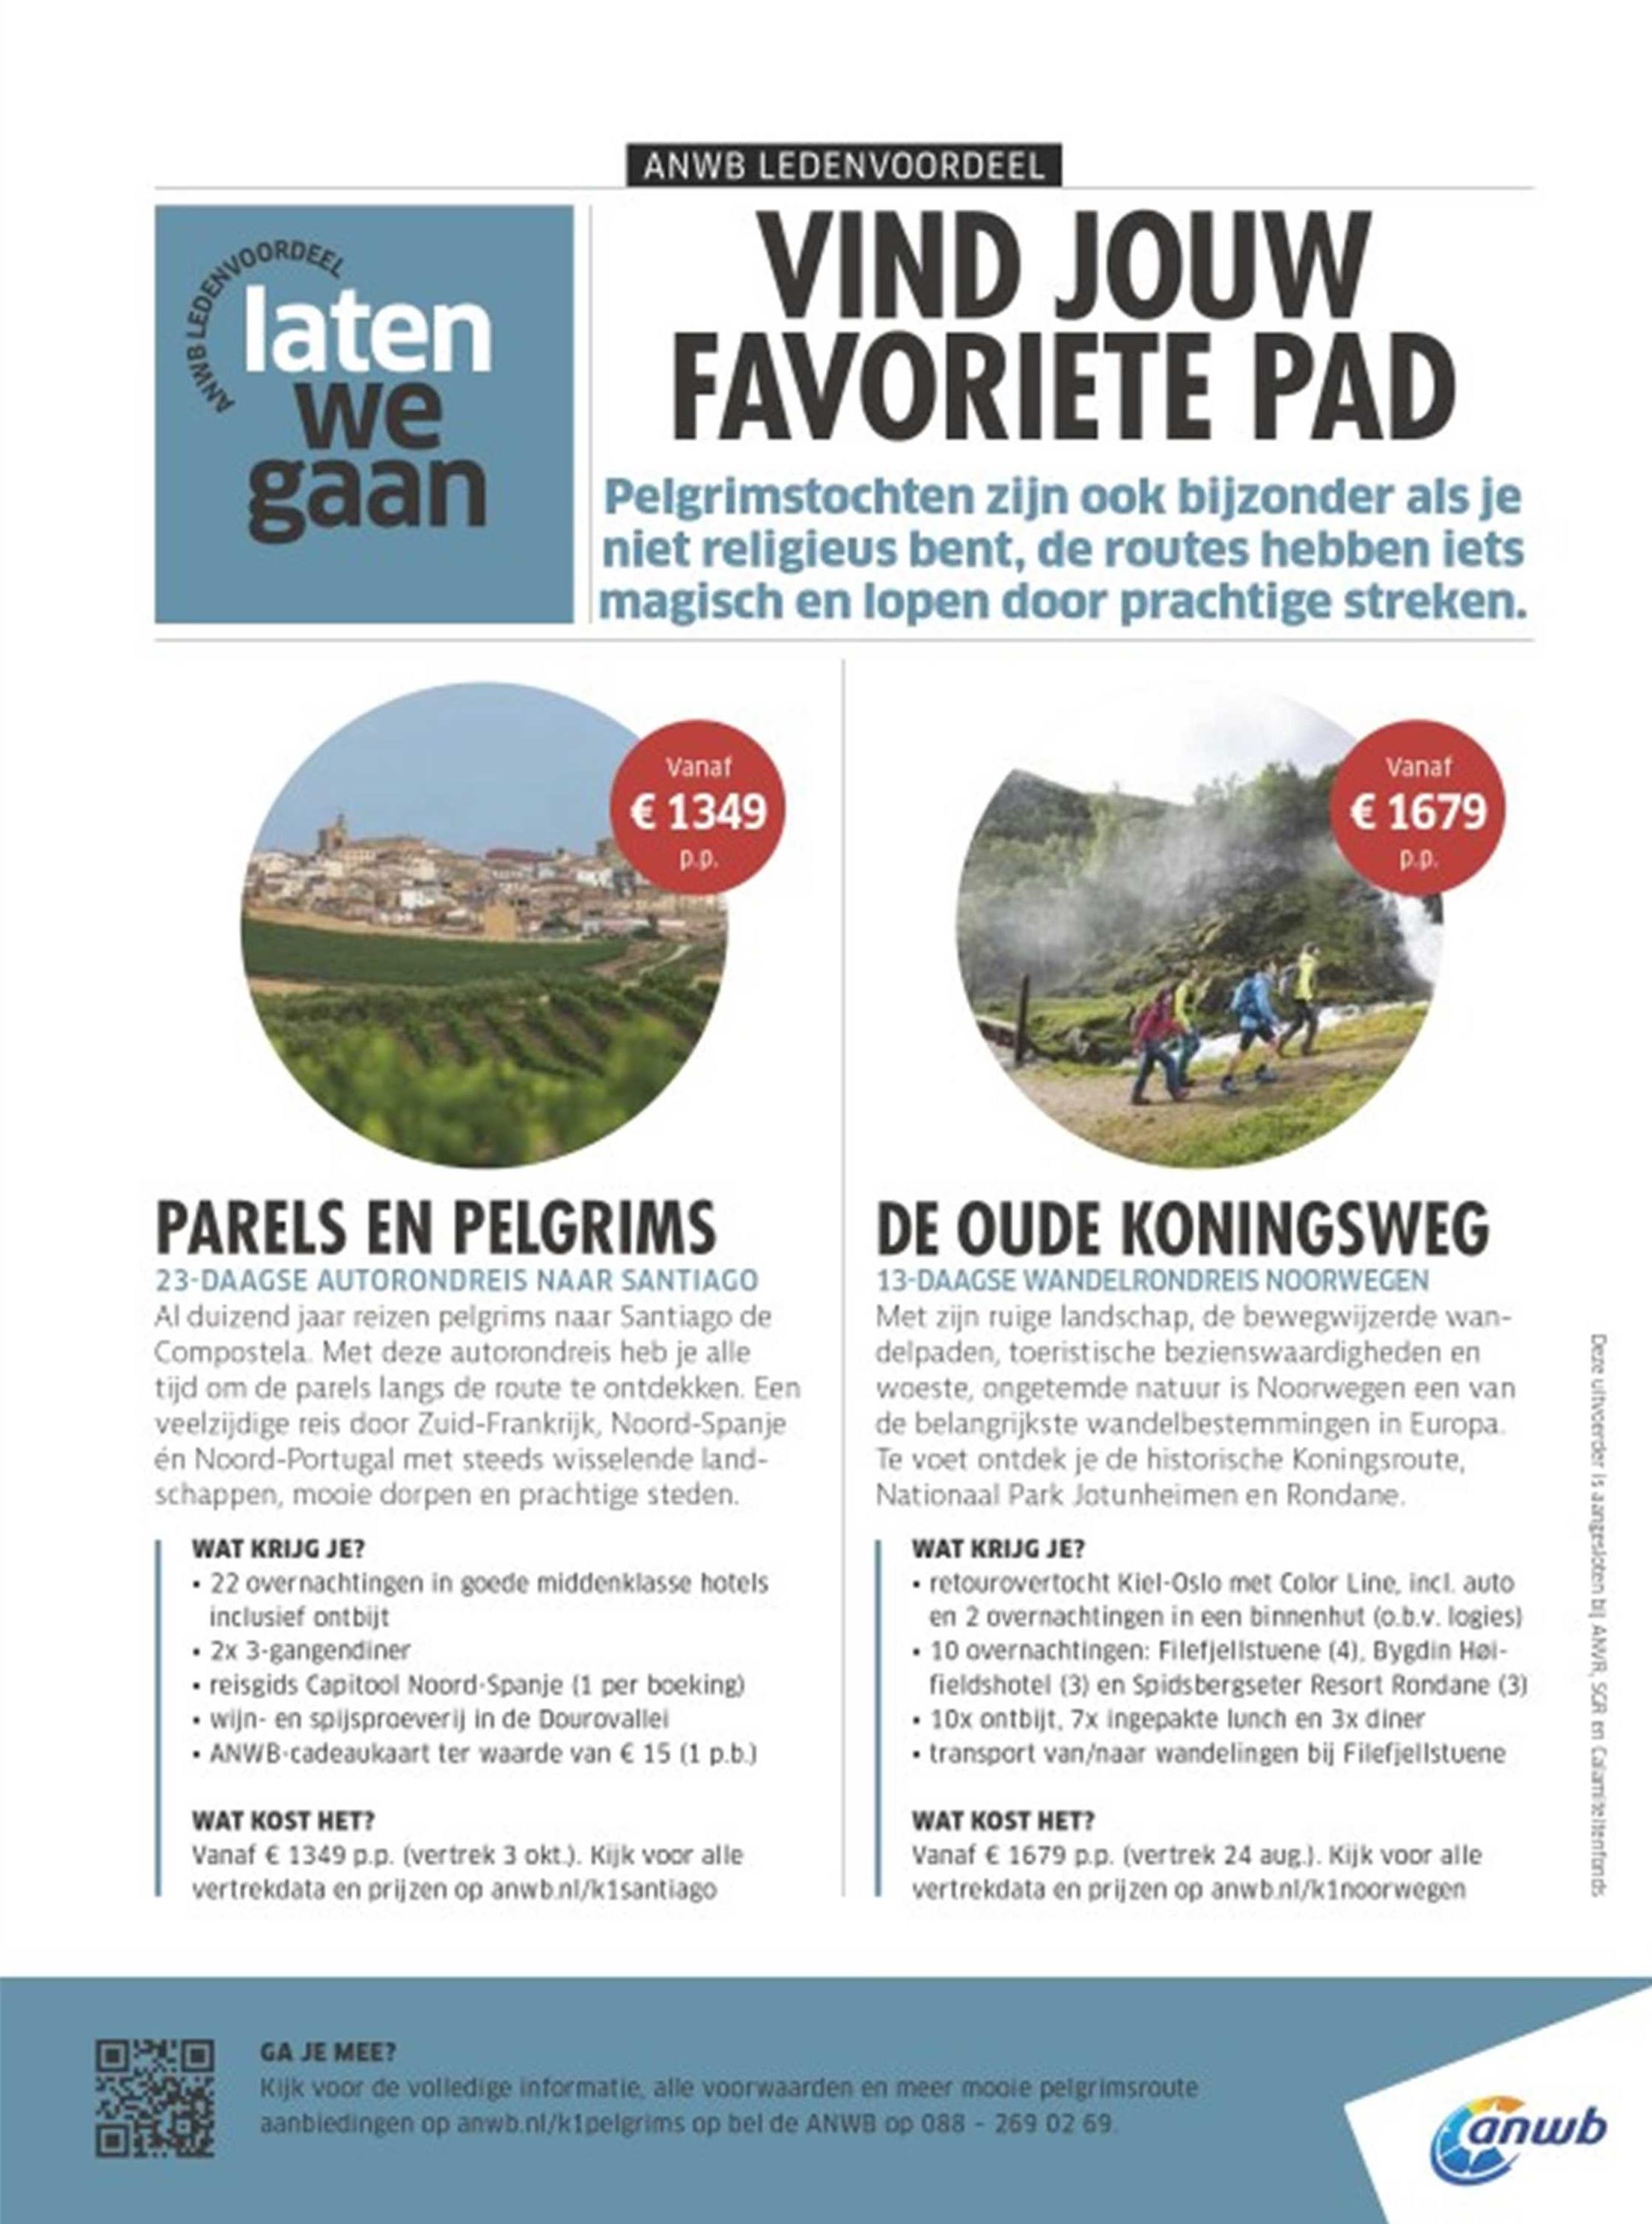 ANWB LEDENVOORDEEL
ANWB LEDENVOORDEEL
laten
we
gaan
VIND JOUW
FAVORIETE PAD
Pelgrimstochten zijn ook bijzonder als je
niet religieus bent, de routes hebben iets
magisch en lopen door prachtige streken.
Vanaf
€ 1349
p.p.
PARELS EN PELGRIMS
23-DAAGSE AUTORONDREIS NAAR SANTIAGO
Al duizend jaar reizen pelgrims naar Santiago de
Compostela. Met deze autorondreis heb je alle
tijd om de parels langs de route te ontdekken. Een
veelzijdige reis door Zuid-Frankrijk, Noord-Spanje
én Noord-Portugal met steeds wisselende land-
schappen, mooie dorpen en prachtige steden.
WAT KRIJG JE?
• 22 overnachtingen in goede middenklasse hotels
inclusief ontbijt
• 2x 3-gangendiner
• reisgids Capitool Noord-Spanje (1 per boeking)
• wijn- en spijsproeverij in de Dourovallei
• ANWB-cadeaukaart ter waarde van € 15 (1 p.b.)
WAT KOST HET?
Vanaf € 1349 p.p. (vertrek 3 okt.). Kijk voor alle
vertrekdata en prijzen op anwb.nl/k1santiago
Vanaf
€ 1679
p.p.
DE OUDE KONINGSWEG
13-DAAGSE WANDELRONDREIS NOORWEGEN
Met zijn ruige landschap, de bewegwijzerde wan-
delpaden, toeristische bezienswaardigheden en
woeste, ongetemde natuur is Noorwegen een van
de belangrijkste wandelbestemmingen in Europa.
Te voet ontdek je de historische Koningsroute,
Nationaal Park Jotunheimen en Rondane.
WAT KRIJG JE?
• retourovertocht Kiel-Oslo met Color Line, incl. auto
en 2 overnachtingen in een binnenhut (o.b.v. logies)
• 10 overnachtingen: Filefjellstuene (4), Bygdin Høi-
fieldshotel (3) en Spidsbergseter Resort Rondane (3)
• 10x ontbijt, 7x ingepakte lunch en 3x diner
• transport van/naar wandelingen bij Filefjellstuene
WAT KOST HET?
Vanaf € 1679 p.p. (vertrek 24 aug.). Kijk voor alle
vertrekdata en prijzen op anwb.nl/k1noorwegen
Deze uitvoerder is aangesloten bij ANVR, SGR en Calamiteitenfonds
GA JE MEE?
Kijk voor de volledige informatie, alle voorwaarden en meer mooie pelgrimsroute
aanbiedingen op anwb.nl/k1pelgrims op bel de ANWB op 088 - 269 02 69.
anwb